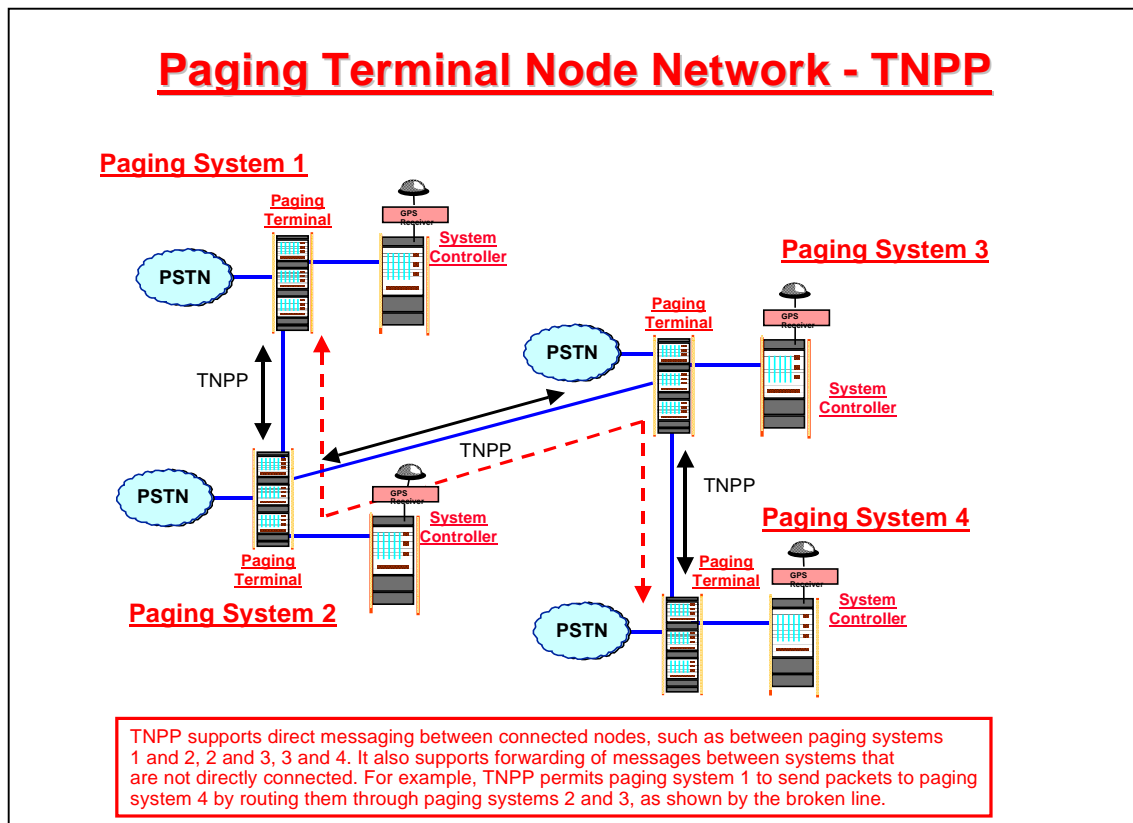 Paging Terminal Node Network - TNPP
Paging System 1
Paging
Terminal
GPS
Receiver
System
Controller
PSTN
Paging System 3
Paging
Terminal
GPS
Receiver
PSTN
System
Controller
TNPP
TNPP
PSTN
GPS
Receiver
System
Controller
Paging
Terminal
Paging System 2
TNPP
Paging System 4
Paging
Terminal
GPS
Receiver
System
Controller
PSTN
TNPP supports direct messaging between connected nodes, such as between paging systems
1 and 2, 2 and 3, 3 and 4. It also supports forwarding of messages between systems that
are not directly connected. For example, TNPP permits paging system 1 to send packets to paging
system 4 by routing them through paging systems 2 and 3, as shown by the broken line.